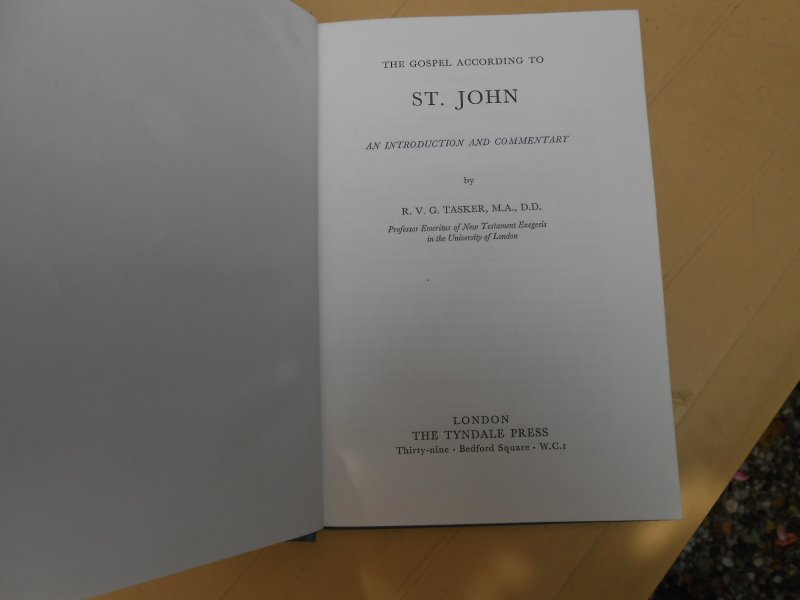 THE GOSPEL ACCORDING TO
ST. JOHN
AN INTRODUCTION AND COMMENTARY
by
R. V. G. TASKER, M.A., D.D.
Professor Emeritus of New Testament Exegesis
in the University of London
LONDON
THE TYNDALE PRESS
Thirty-nine · Bedford Square · W.C.1